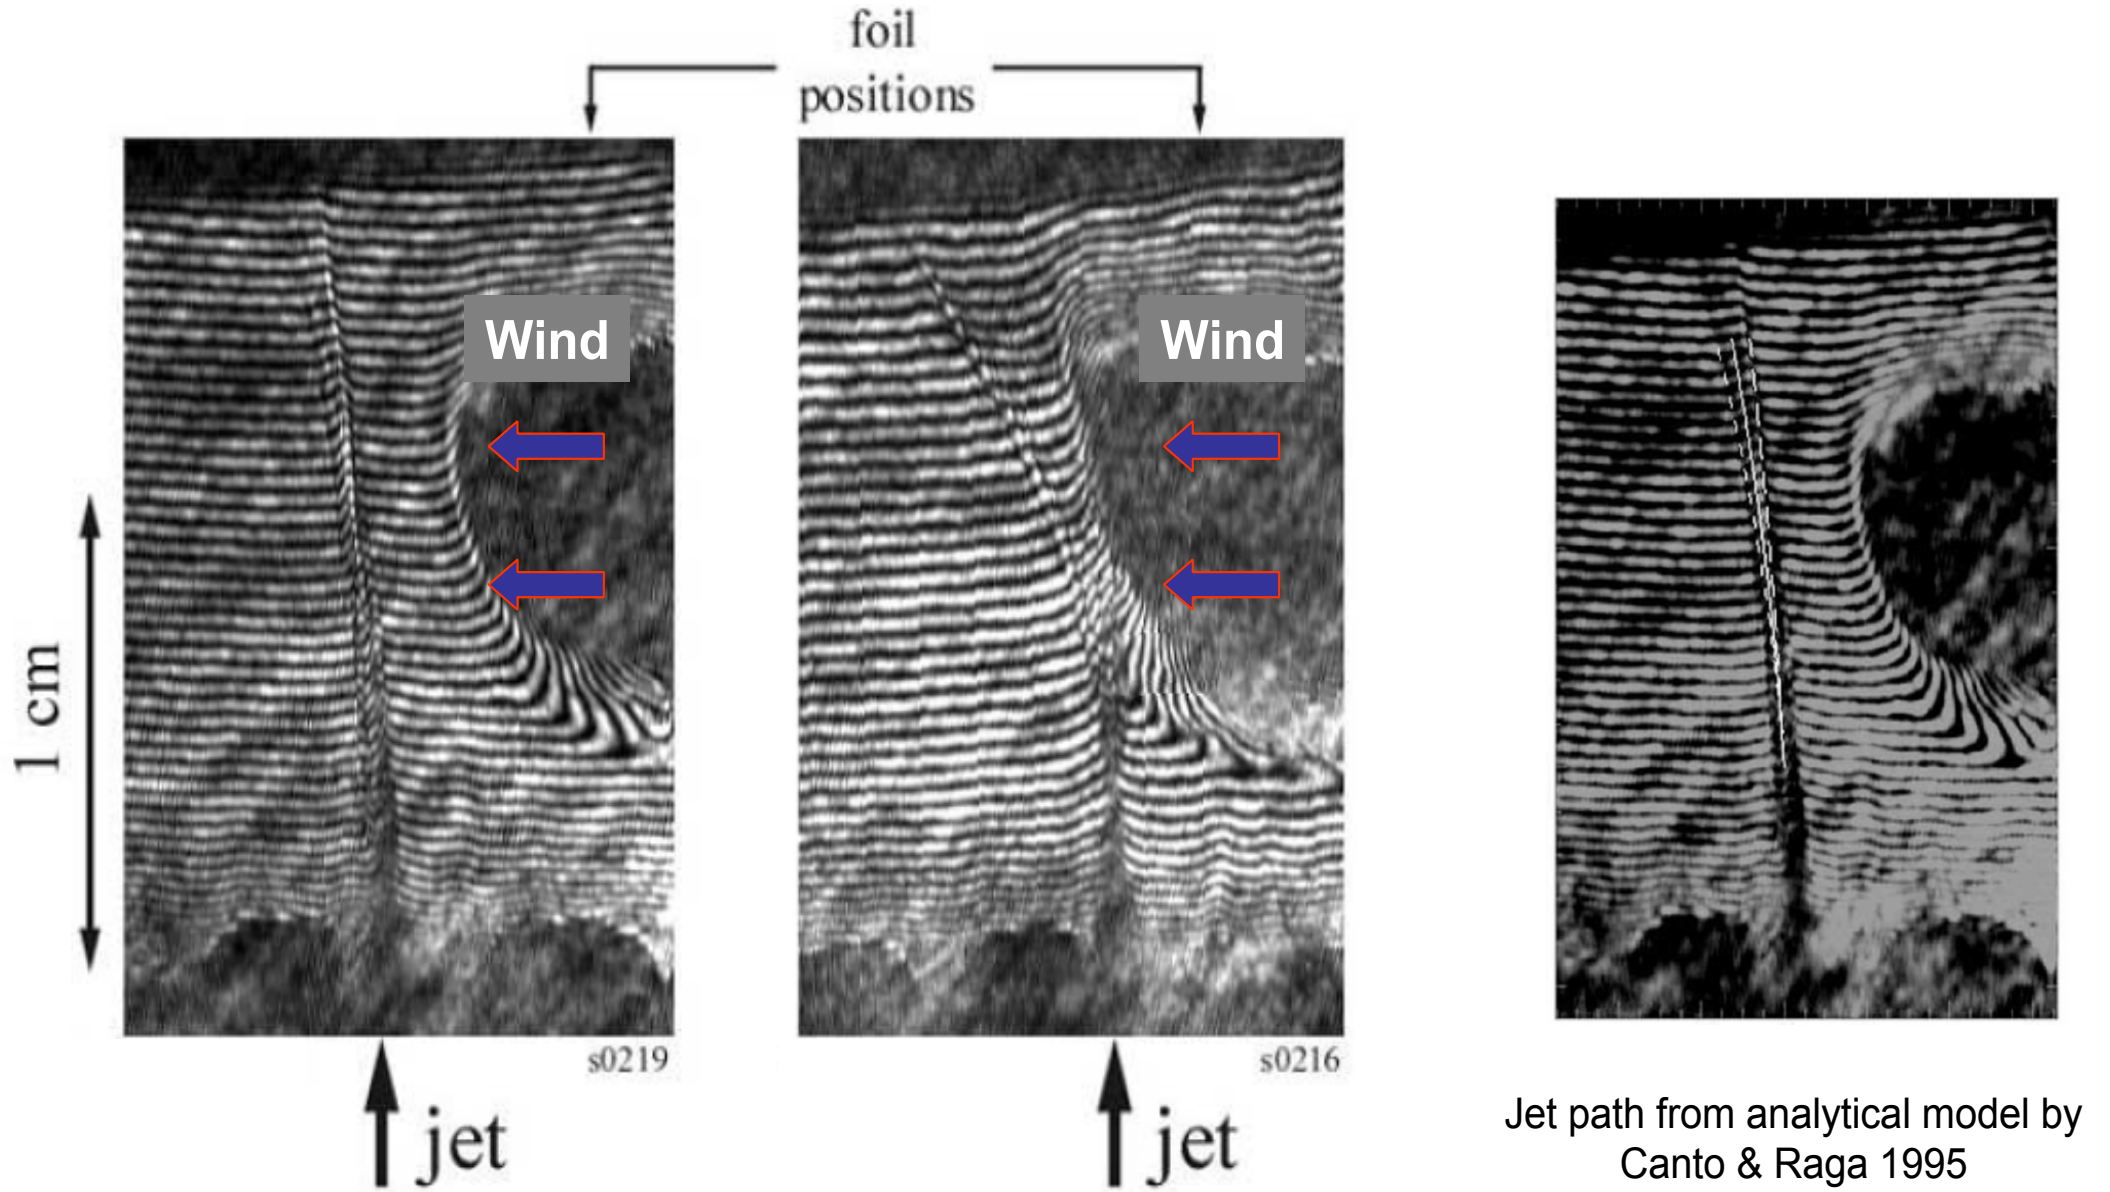 foil
positions
Wind
Wind
1 cm
s0219
s0216
jet
jet
Jet path from analytical model by
Canto & Raga 1995